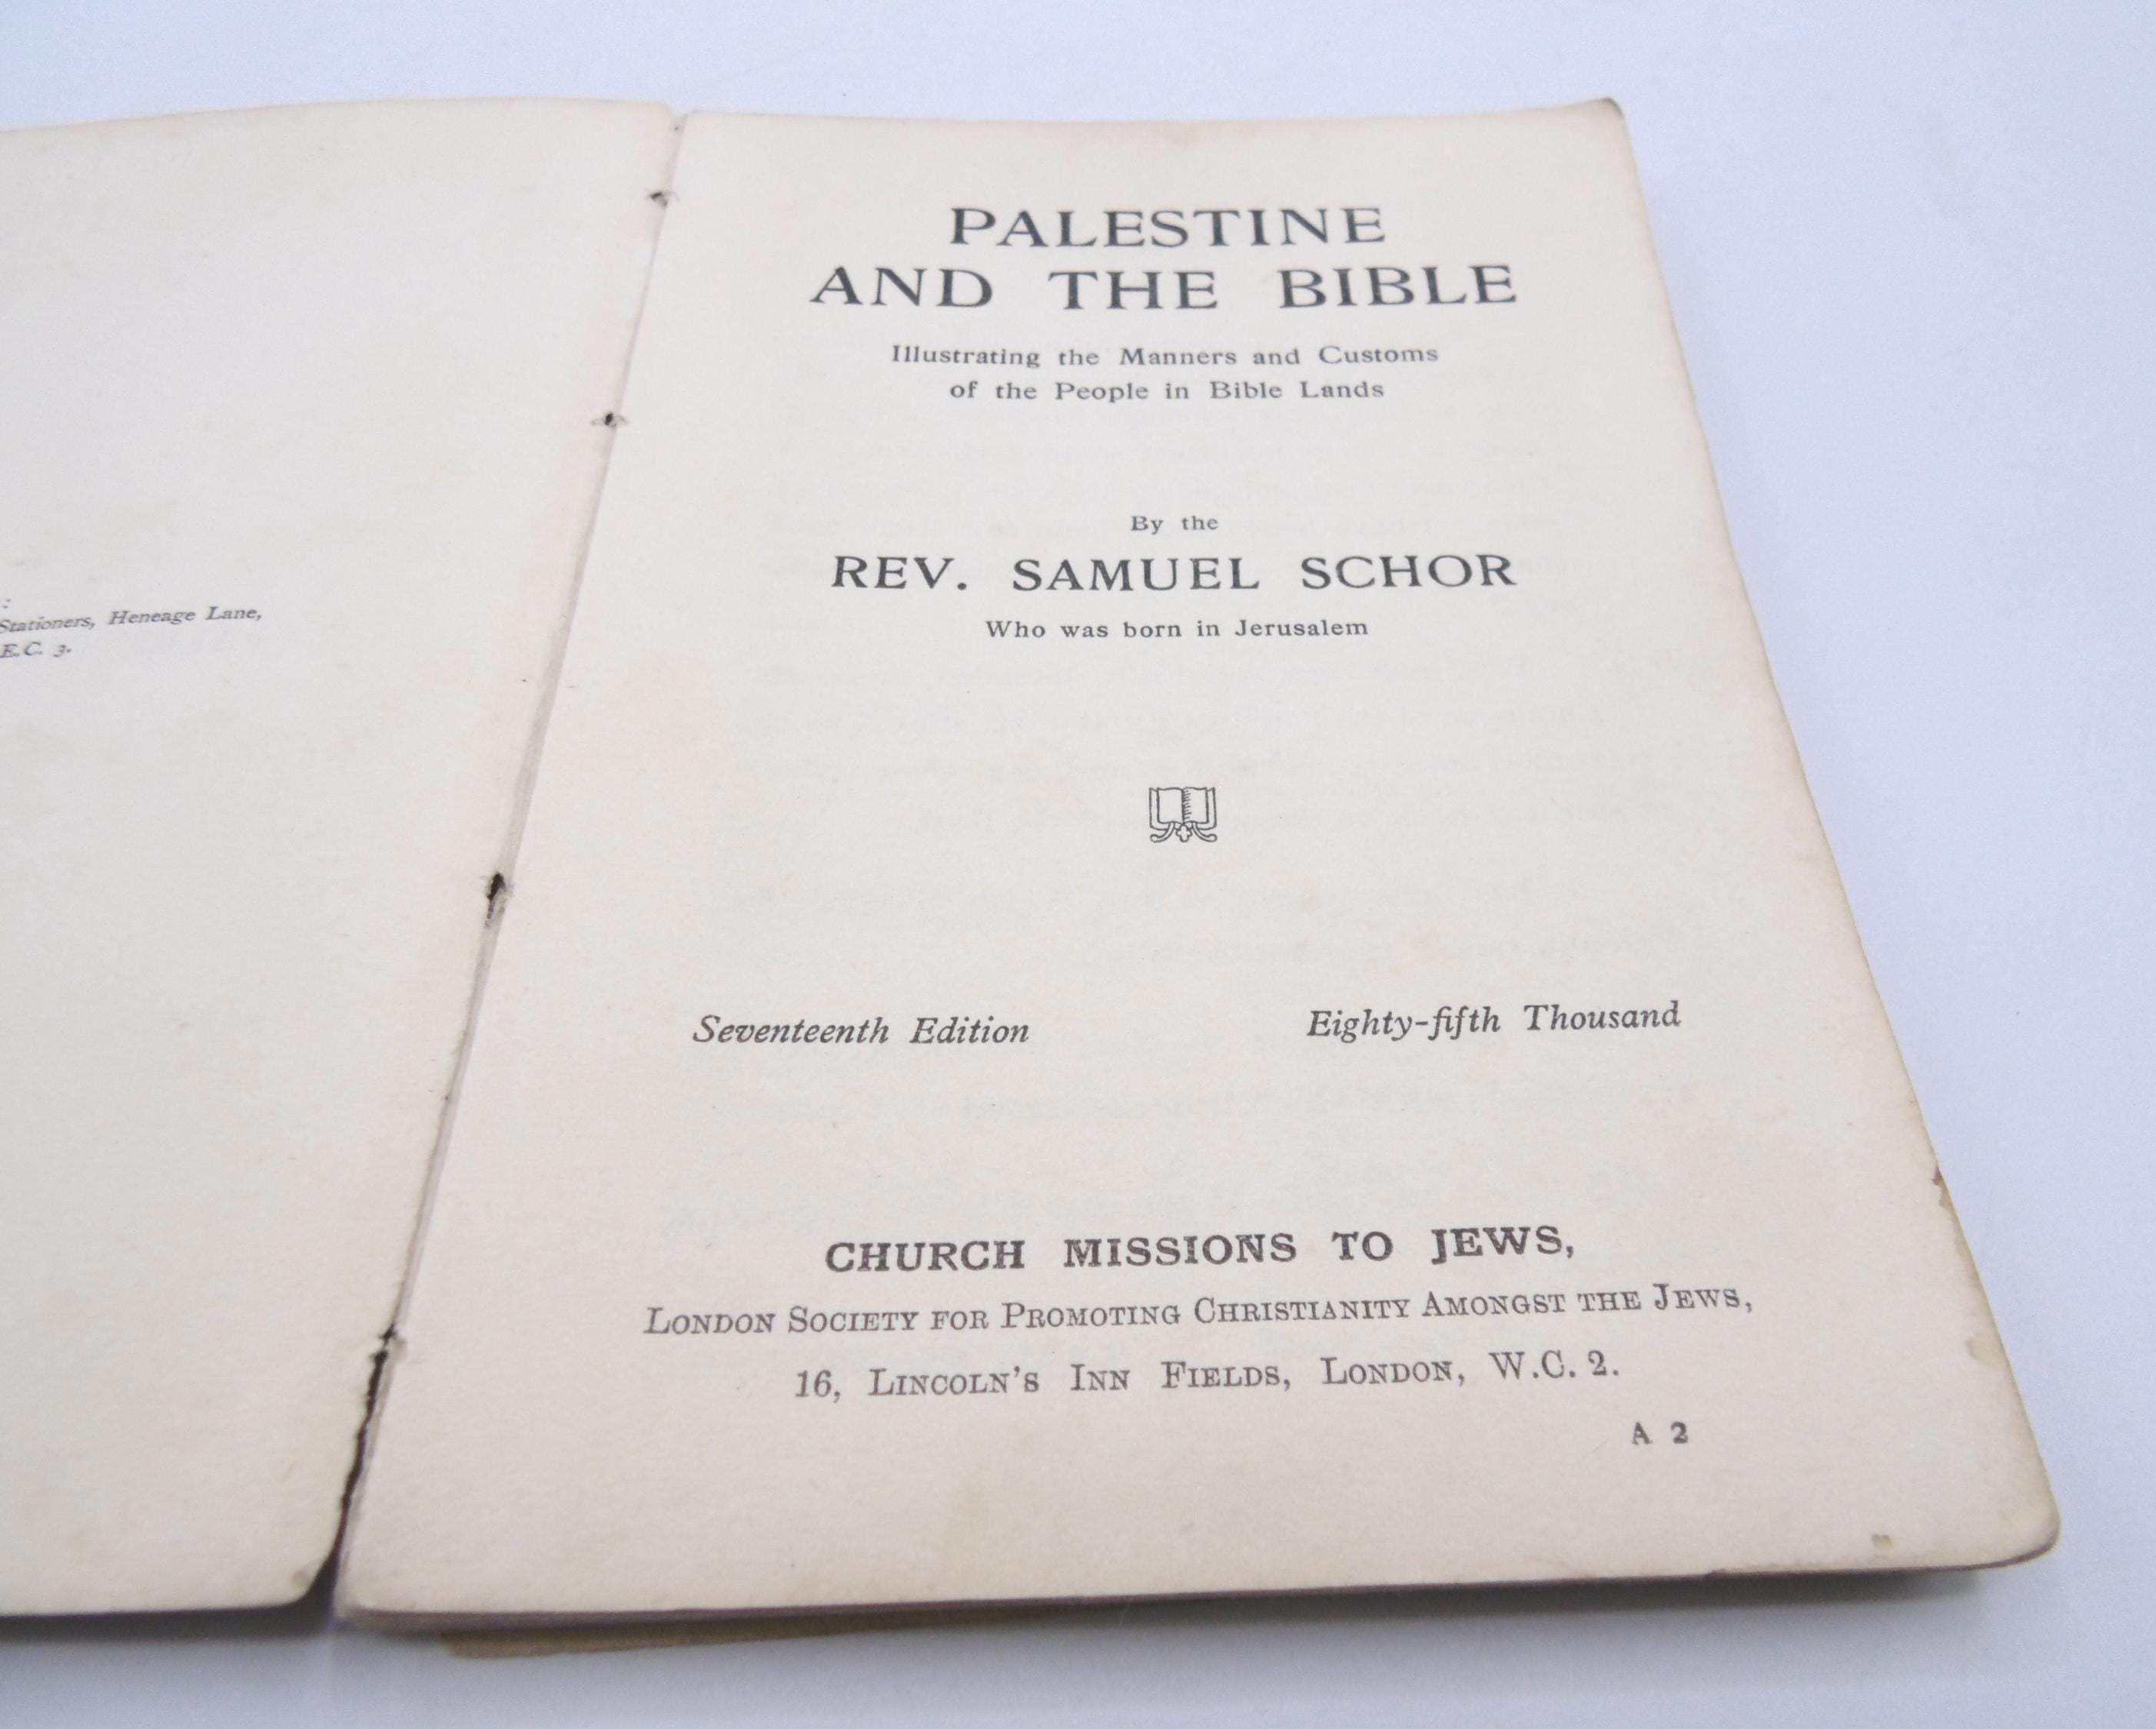 :
Stationers, Heneage Lane,
E.C. 3.
PALESTINE
AND THE BIBLE
Illustrating the Manners and Customs
of the People in Bible Lands
By the
REV. SAMUEL SCHOR
Who was born in Jerusalem
Seventeenth Edition Eighty-fifth Thousand
CHURCH MISSIONS TO JEWS,
LONDON SOCIETY FOR PROMOTING CHRISTIANITY AMONGST THE JEWS,
16, LINCOLN'S INN FIELDS, LONDON, W.C. 2.
A 2